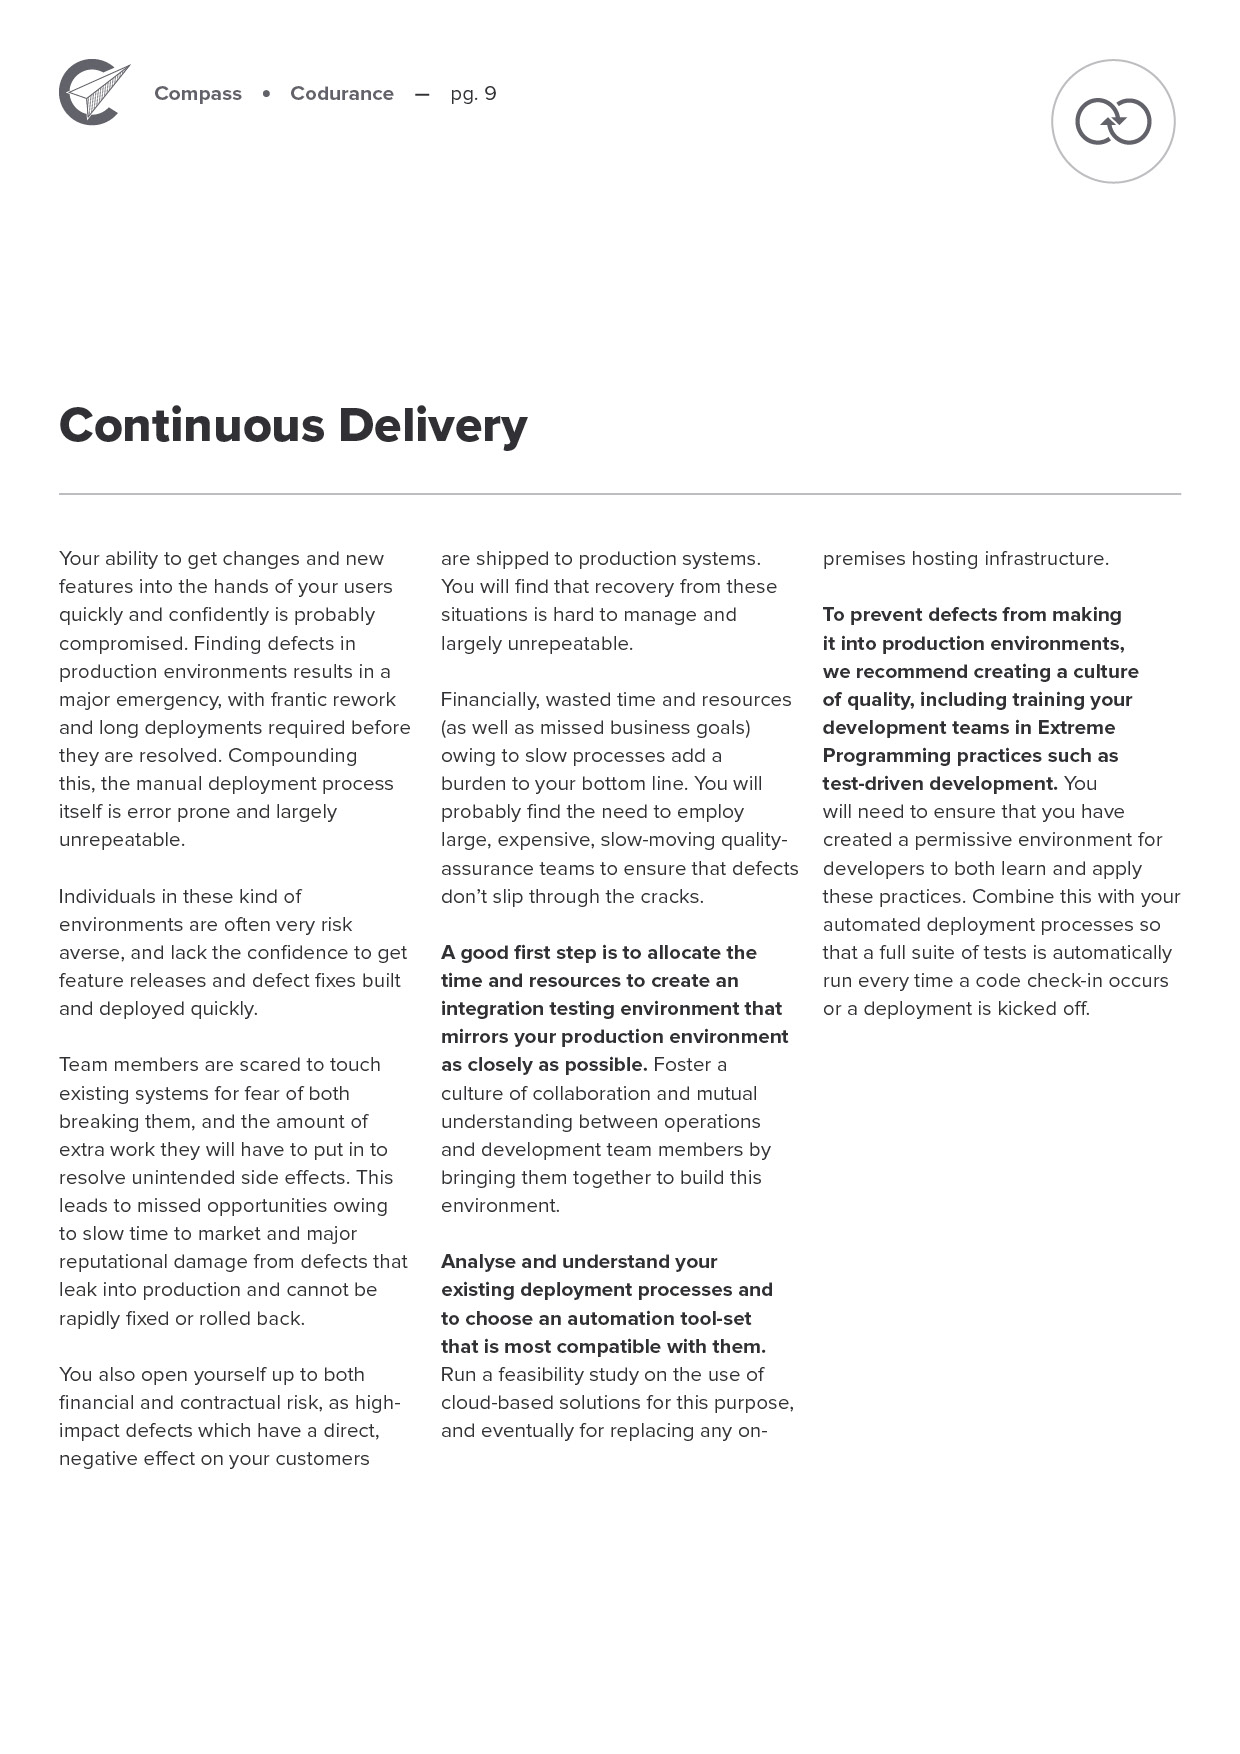 Compass • Codurance — pg. 9
Continuous Delivery
Your ability to get changes and new
features into the hands of your users
quickly and confidently is probably
compromised. Finding defects in
production environments results in a
major emergency, with frantic rework
and long deployments required before
they are resolved. Compounding
this, the manual deployment process
itself is error prone and largely
unrepeatable.
Individuals in these kind of
environments are often very risk
averse, and lack the confidence to get
feature releases and defect fixes built
and deployed quickly.
Team members are scared to touch
existing systems for fear of both
breaking them, and the amount of
extra work they will have to put in to
resolve unintended side effects. This
leads to missed opportunities owing
to slow time to market and major
reputational damage from defects that
leak into production and cannot be
rapidly fixed or rolled back.
You also open yourself up to both
financial and contractual risk, as high-
impact defects which have a direct,
negative effect on your customers
are shipped to production systems.
You will find that recovery from these
situations is hard to manage and
largely unrepeatable.
Financially, wasted time and resources
(as well as missed business goals)
owing to slow processes add a
burden to your bottom line. You will
probably find the need to employ
large, expensive, slow-moving quality-
assurance teams to ensure that defects
don’t slip through the cracks.
A good first step is to allocate the
time and resources to create an
integration testing environment that
mirrors your production environment
as closely as possible. Foster a
culture of collaboration and mutual
understanding between operations
and development team members by
bringing them together to build this
environment.
Analyse and understand your
existing deployment processes and
to choose an automation tool-set
that is most compatible with them.
Run a feasibility study on the use of
cloud-based solutions for this purpose,
and eventually for replacing any on-
premises hosting infrastructure.
To prevent defects from making
it into production environments,
we recommend creating a culture
of quality, including training your
development teams in Extreme
Programming practices such as
test-driven development. You
will need to ensure that you have
created a permissive environment for
developers to both learn and apply
these practices. Combine this with your
automated deployment processes so
that a full suite of tests is automatically
run every time a code check-in occurs
or a deployment is kicked off.